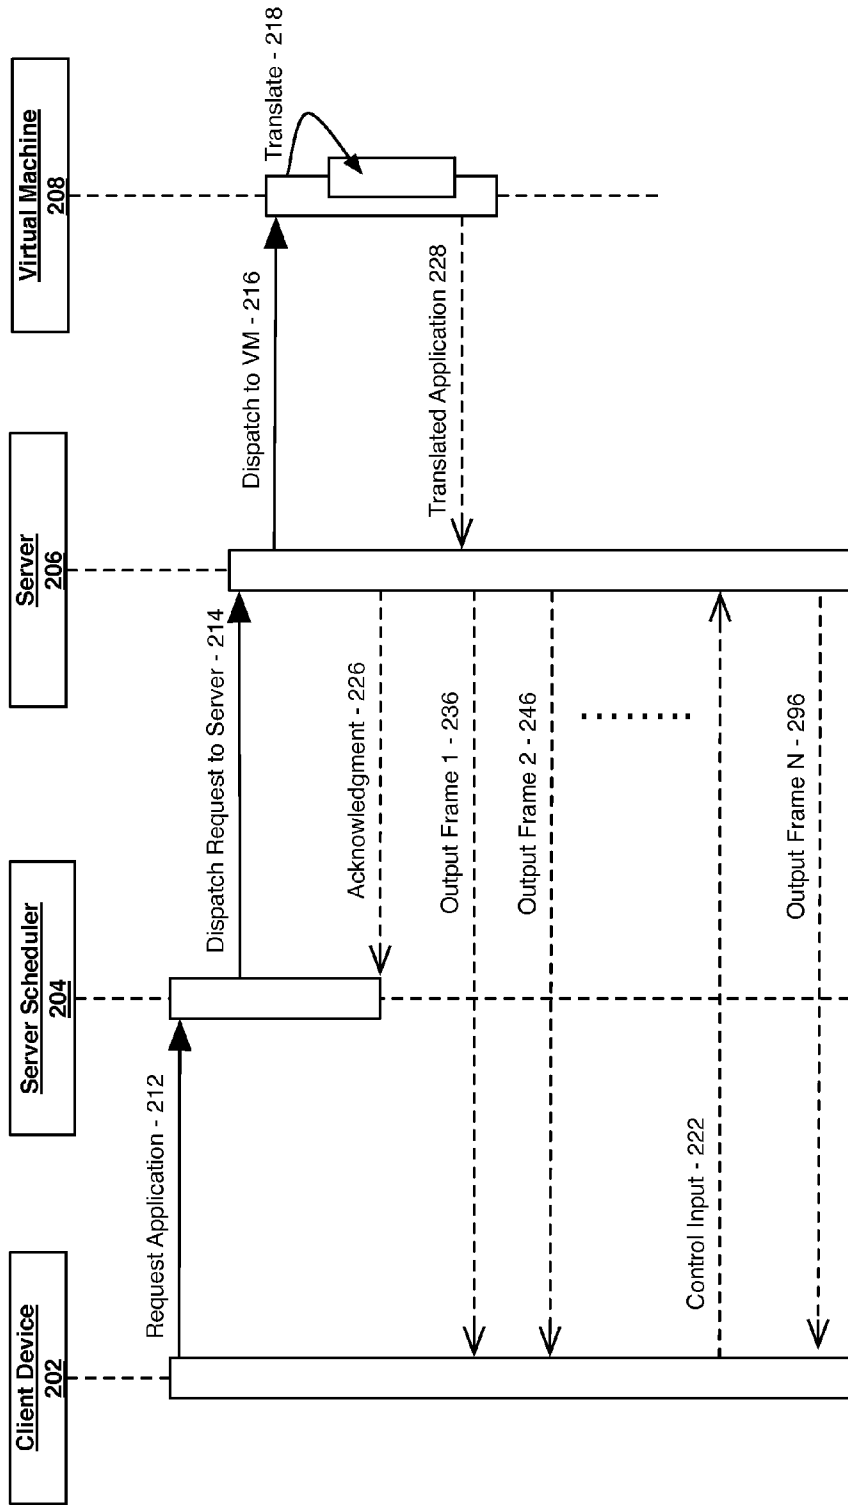 Client Device
202
Server Scheduler
204
Server
206
Virtual Machine
208
Request Application - 212
Dispatch Request to Server - 214
Dispatch to VM - 216
Translate - 218
Acknowledgment - 226
Translated Application 228
Output Frame 1 - 236
Output Frame 2 - 246
Control Input - 222
Output Frame N - 296